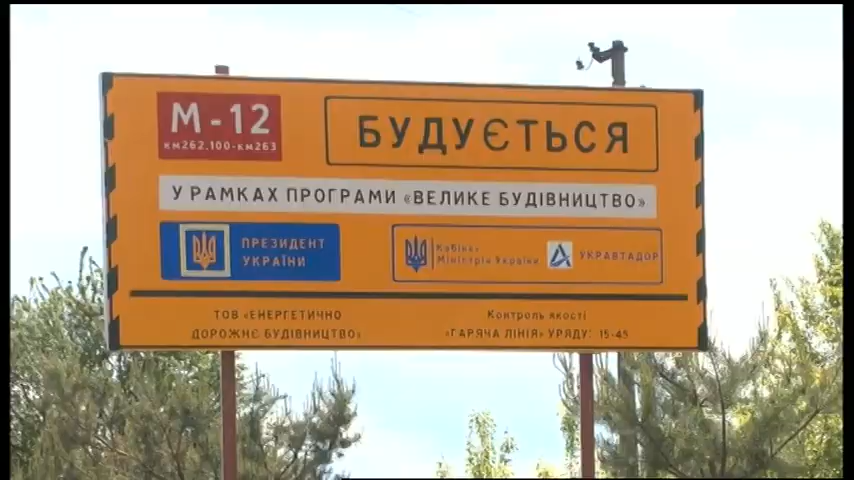 М-12
км262.100-км263
БУДУЄТЬСЯ
У РАМКАХ ПРОГРАМИ «ВЕЛИКЕ БУДІВНИЦТВО»
ПРЕЗИДЕНТ
УКРАЇНИ
Кабінет
Міністрів України
УКРАВТАДОР
ТОВ «ЕНЕРГЕТИЧНО
ДОРОЖНЄ БУДІВНИЦТВО»
Контроль якості
«ГАРЯЧА ЛІНІЯ» УРЯДУ: 15-45